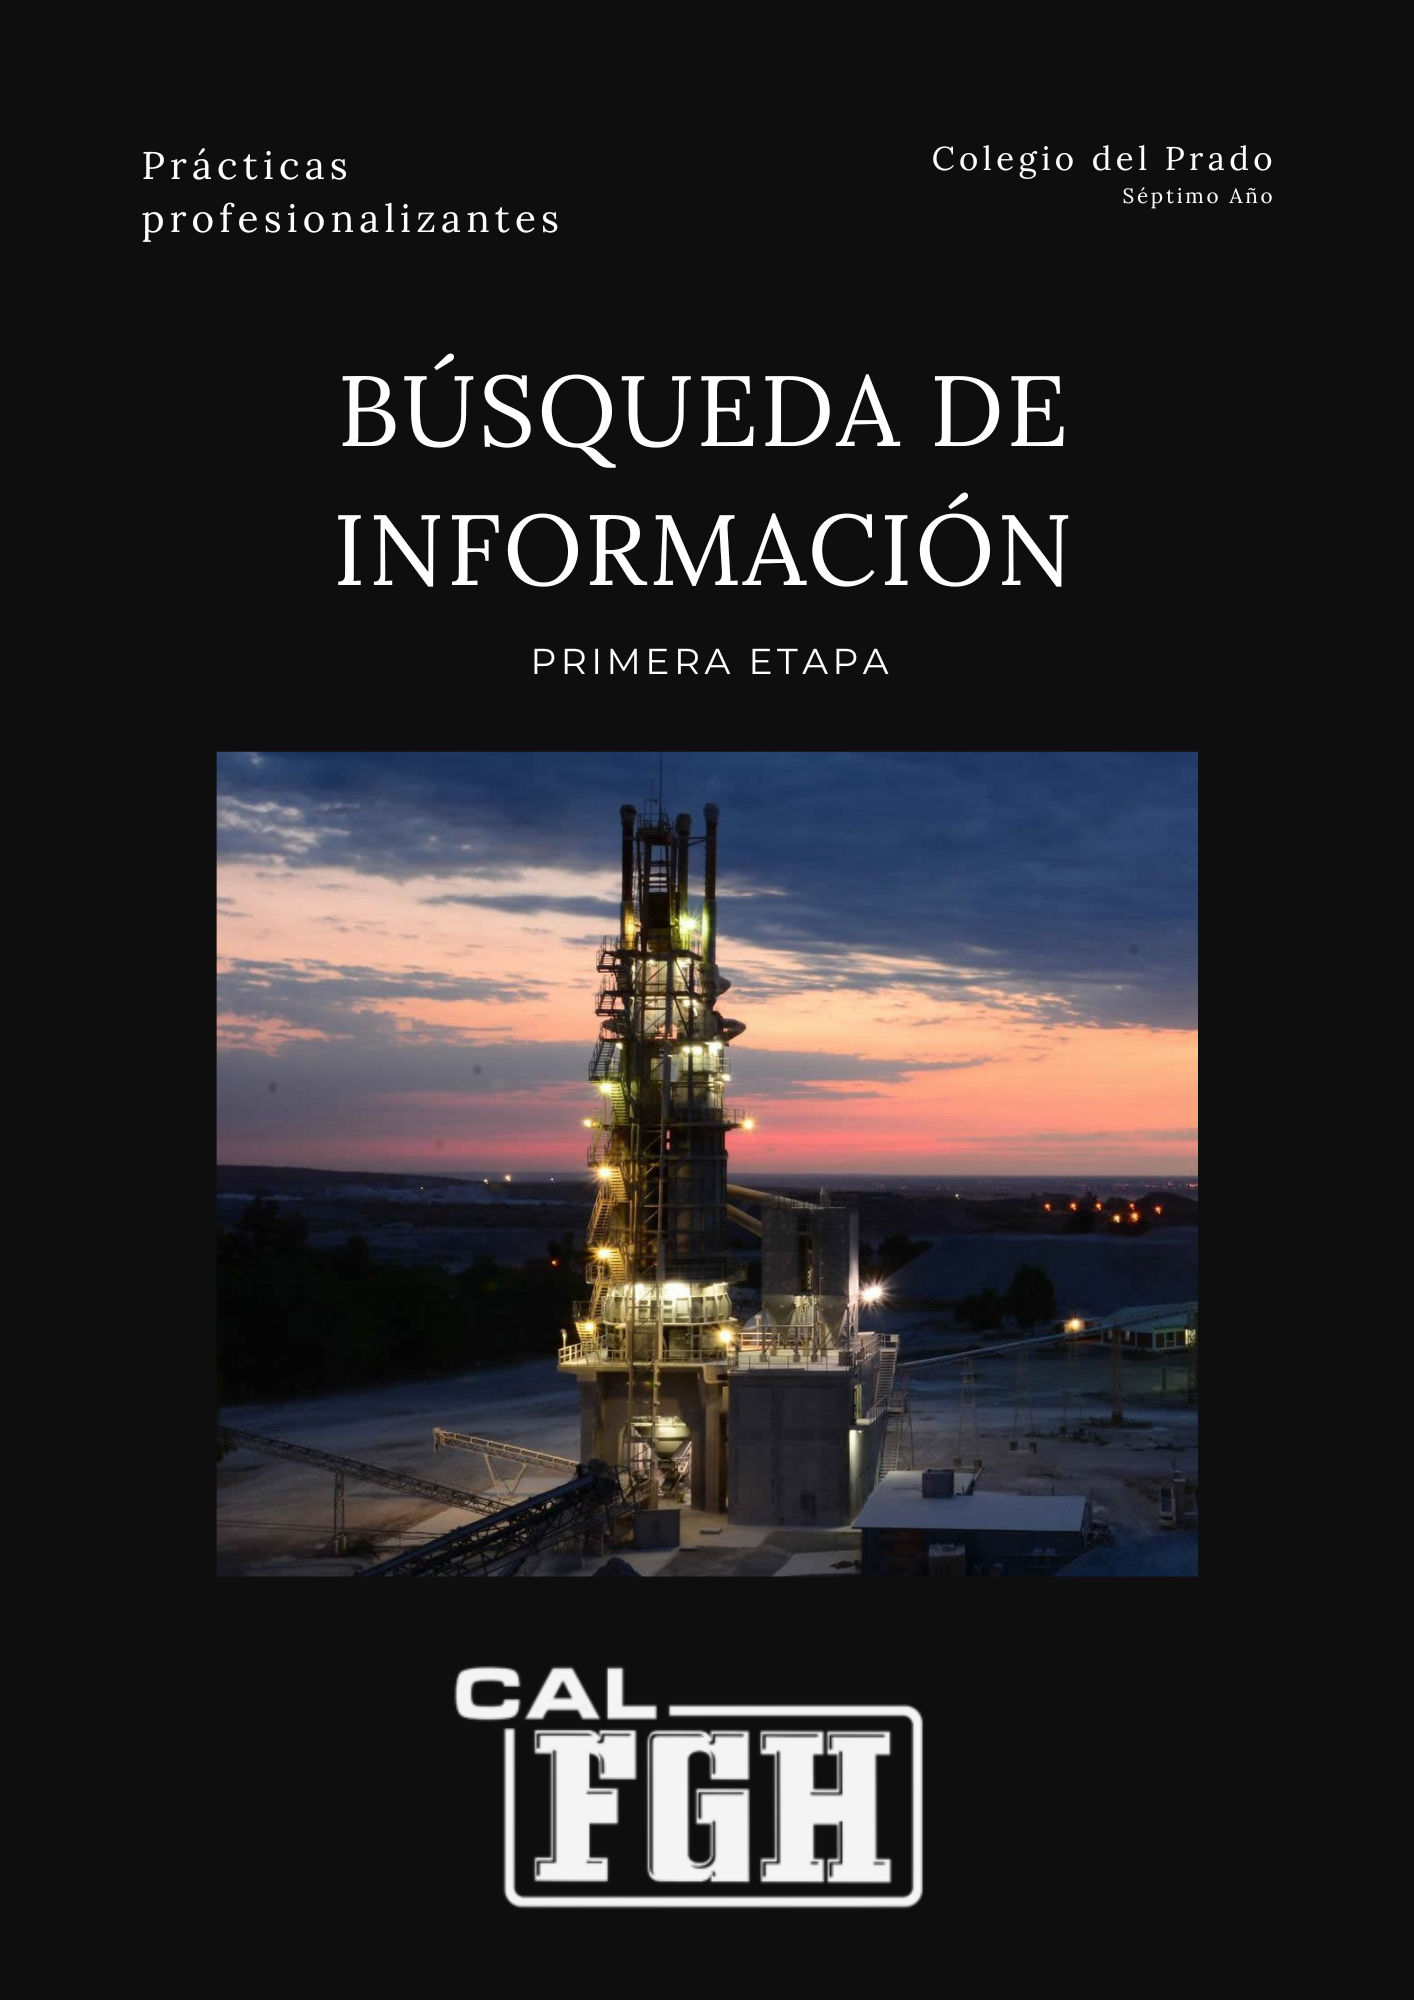 Prácticas
profesionalizantes
Colegio del Prado
Séptimo Año
BÚSQUEDA DE
INFORMACIÓN
PRIMERA ETAPA
CAL
FGH